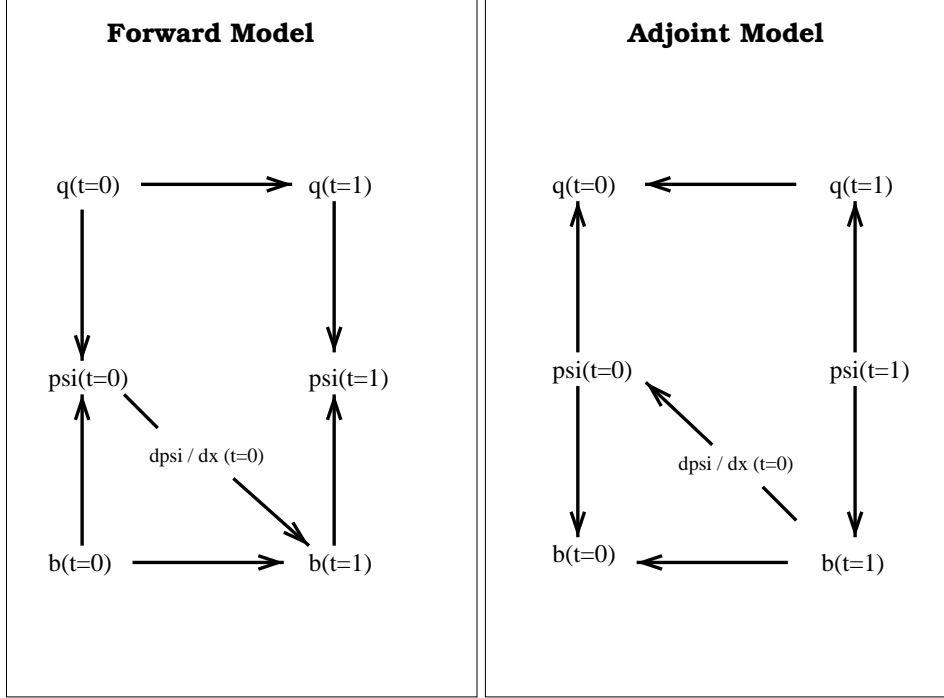 Forward Model
q(t=0)
q(t=1)
psi(t=0)
psi(t=1)
dpsi / dx (t=0)
b(t=0)
b(t=1)
Adjoint Model
q(t=0)
q(t=1)
psi(t=0)
psi(t=1)
dpsi / dx (t=0)
b(t=0)
b(t=1)